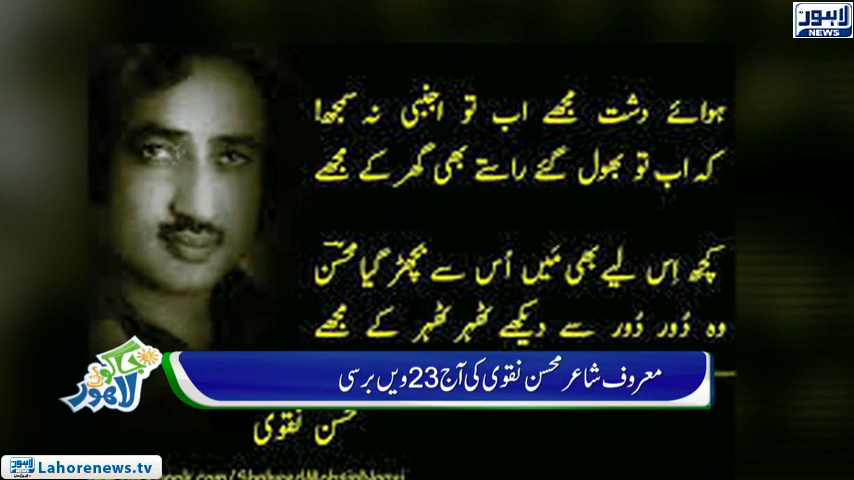 لاہور
NEWS
ہوائے دشت مجھے اب تو اجنبی نہ سمجھ!
کہ اب تو بھول گئے راستے بھی گھر کے مجھے
کچھ اِس لیے بھی مَیں اُس سے بچھڑ گیا محسنؔ
وہ دُور دُور سے دیکھے ٹھہر ٹھہر کے مجھے
جاگو لاہور
معروف شاعر محسن نقوی کی آج 23ویں برسی
محسن نقوی
لاہور Lahorenews.tv